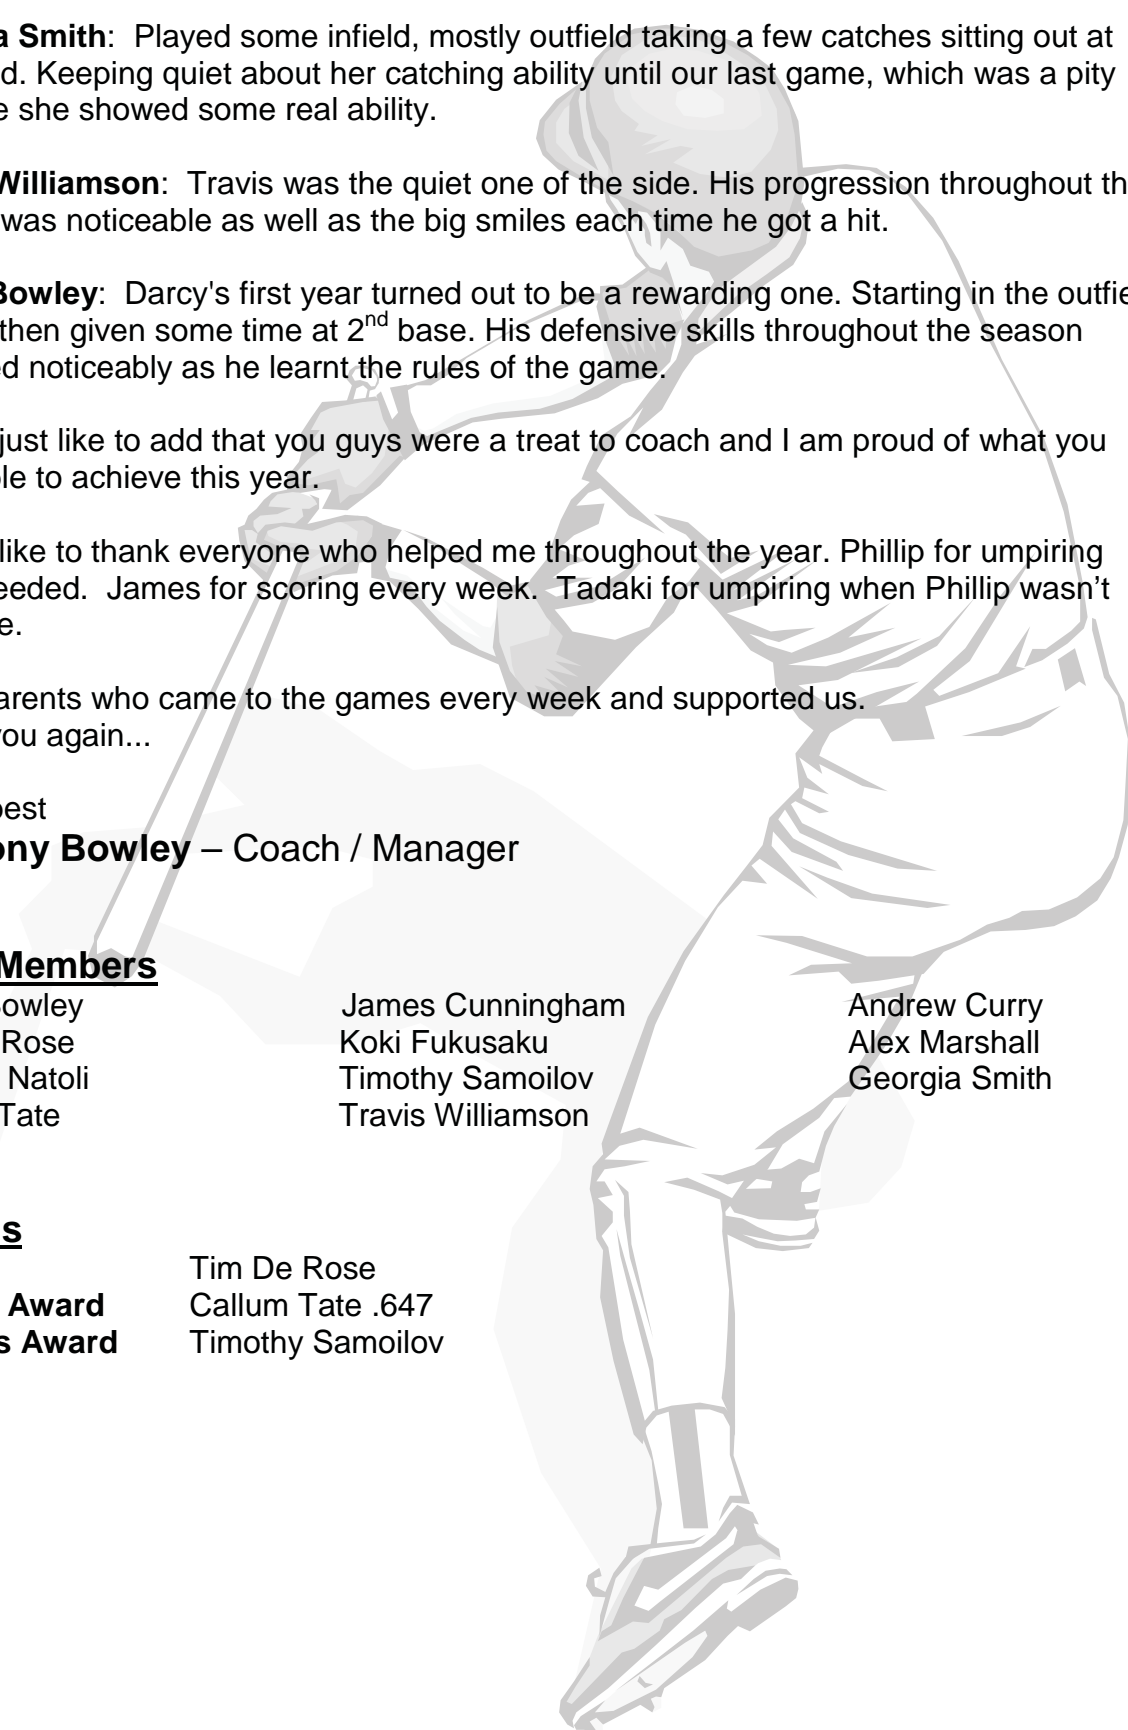 a Smith: Played some infield, mostly outfield taking a few catches sitting out at
d. Keeping quiet about her catching ability until our last game, which was a pity
e she showed some real ability.
Williamson: Travis was the quiet one of the side. His progression throughout th
was noticeable as well as the big smiles each time he got a hit.
Bowley: Darcy's first year turned out to be a rewarding one. Starting in the outfie
then given some time at 2nd base. His defensive skills throughout the season
ed noticeably as he learnt the rules of the game.
just like to add that you guys were a treat to coach and I am proud of what you
ble to achieve this year.
like to thank everyone who helped me throughout the year. Phillip for umpiring
eeded. James for scoring every week. Tadaki for umpiring when Phillip wasn't
e.
arents who came to the games every week and supported us.
you again...
best
ony Bowley – Coach / Manager
Members
Bowley James Cunningham Andrew Curry
Rose Koki Fukusaku Alex Marshall
Natoli Timothy Samoilov Georgia Smith
Tate Travis Williamson
s
Tim De Rose
Award Callum Tate .647
s Award Timothy Samoilov